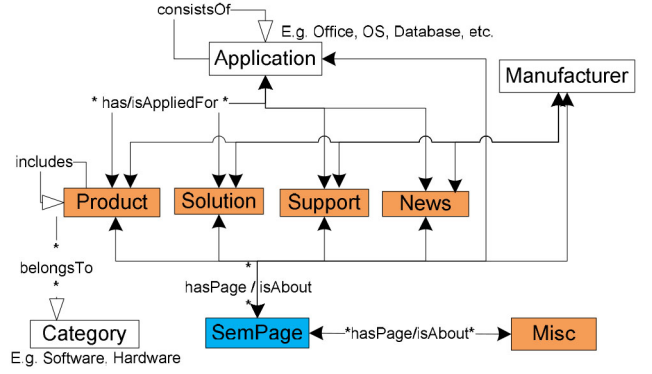 consistsOf
E.g. Office, OS, Database, etc.
Application
Manufacturer
* has/isAppliedFor *
includes
Product
Solution
Support
News
*
belongsTo
*
*
hasPage / isAbout
*
Category
SemPage
*hasPage/isAbout*
Misc
E.g. Software. Hardware